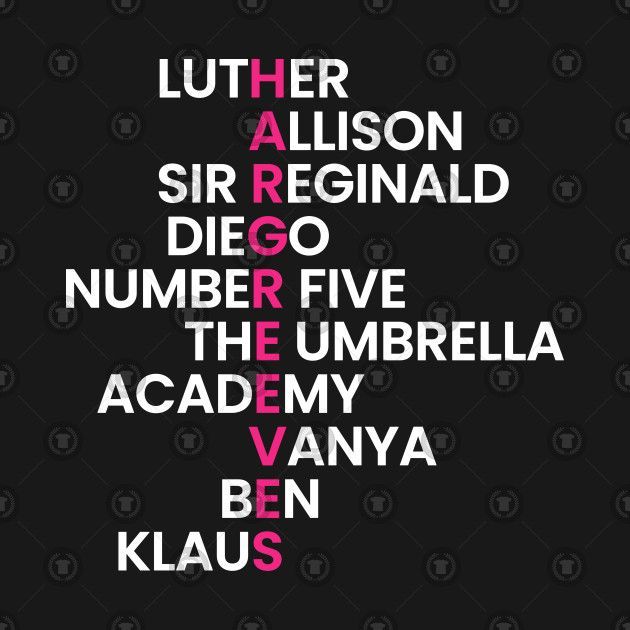 LUTHER
ALLISON
SIR REGINALD
DIEGO
NUMBER FIVE
THE UMBRELLA
ACADEMY
VANYA
BEN
KLAUS